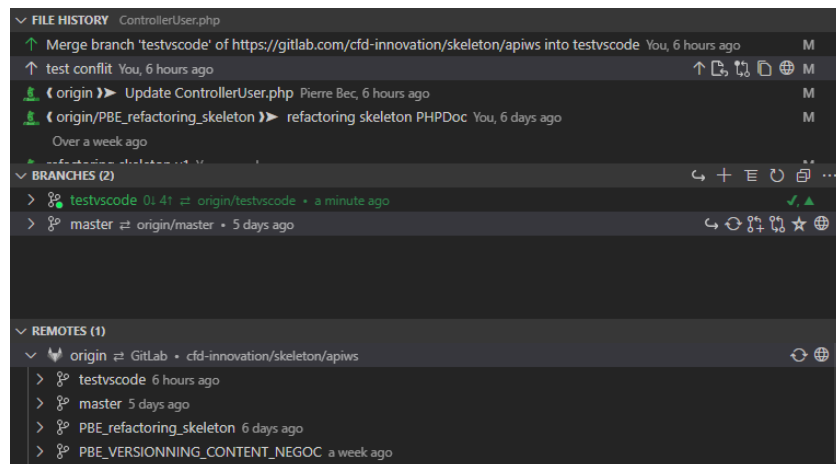 FILE HISTORY ControllerUser.php
Merge branch 'testvscode' of https://gitlab.com/cfd-innovation/skeleton/apiws into testvscode You, 6 hours ago M
test conflit You, 6 hours ago M
❨ origin ❩➤ Update ControllerUser.php Pierre Bec, 6 hours ago M
❨ origin/PBE_refactoring_skeleton ❩➤ refactoring skeleton PHPDoc You, 6 days ago M
Over a week ago
BRANCHES (2)
testvscode 0↓ 4↑ ⇄ origin/testvscode • a minute ago ✓, ▲
master ⇄ origin/master • 5 days ago
REMOTES (1)
origin ⇄ GitLab • cfd-innovation/skeleton/apiws
testvscode 6 hours ago
master 5 days ago
PBE_refactoring_skeleton 6 days ago
PBE_VERSIONNING_CONTENT_NEGOC a week ago